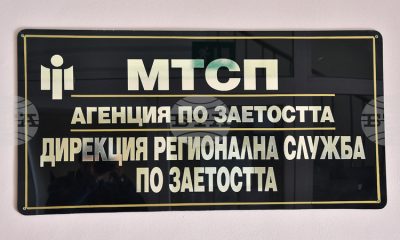 МТСП
АГЕНЦИЯ ПО ЗАЕТОСТТА
ДИРЕКЦИЯ РЕГИОНАЛНА СЛУЖБА
ПО ЗАЕТОСТТА